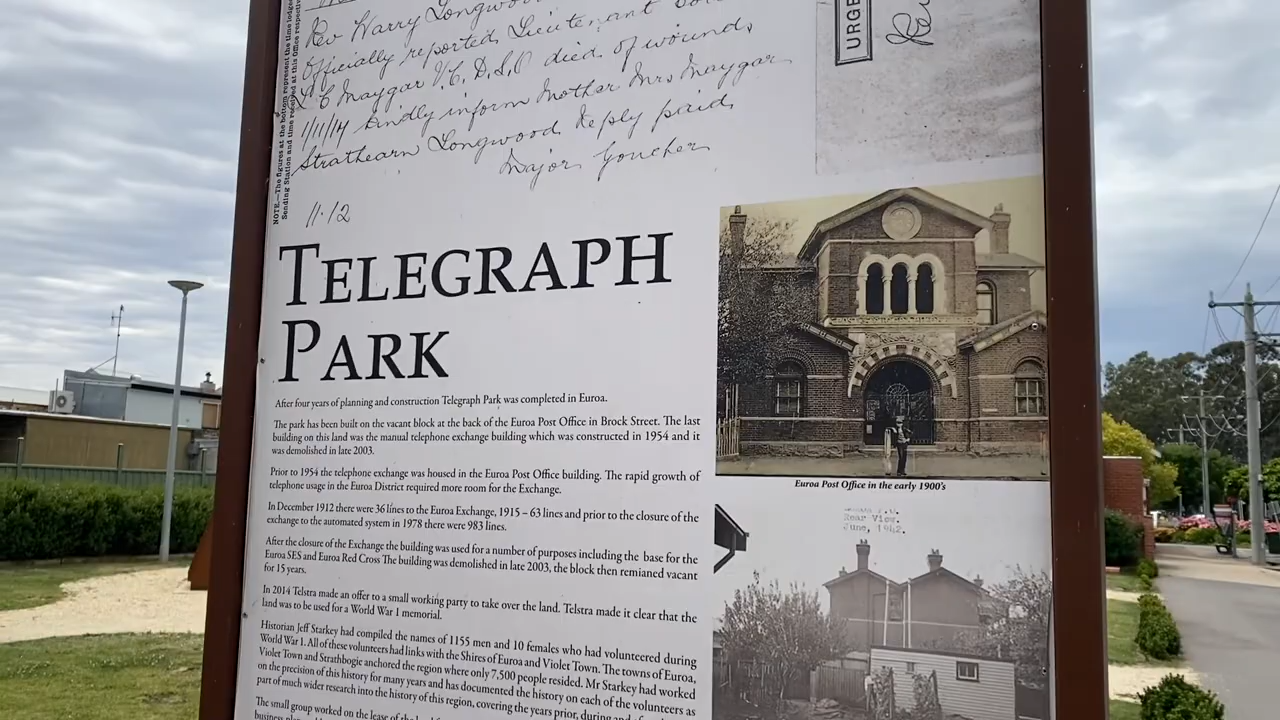 NOTE.—The figures at the bottom represent the time lodged
Sending Station and time received at this Office respectiv
Rev Warry Longwood
Officially reported Lieutenant
L C Maygar V.C. D.S.O died of wounds
1/11/17 kindly inform Mother Mrs Maygar
Strathearn Longwood Reply paid
Major Goucher
11.12
URGE
TELEGRAPH
PARK
After four years of planning and construction Telegraph Park was completed in Euroa.
The park has been built on the vacant block at the back of the Euroa Post Office in Brock Street. The last
building on this land was the manual telephone exchange building which was constructed in 1954 and it
was demolished in late 2003.
Prior to 1954 the telephone exchange was housed in the Euroa Post Office building. The rapid growth of
telephone usage in the Euroa District required more room for the Exchange.
In December 1912 there were 36 lines to the Euroa Exchange, 1915 – 63 lines and prior to the closure of the
exchange to the automated system in 1978 there were 983 lines.
After the closure of the Exchange the building was used for a number of purposes including the base for the
Euroa SES and Euroa Red Cross The building was demolished in late 2003, the block then remianed vacant
for 15 years.
In 2014 Telstra made an offer to a small working party to take over the land. Telstra made it clear that the
land was to be used for a World War 1 memorial.
Historian Jeff Starkey had compiled the names of 1155 men and 10 females who had volunteered during
World War 1. All of these volunteers had links with the Shires of Euroa and Violet Town. The towns of Euroa,
Violet Town and Strathbogie anchored the region where only 7,500 people resided. Mr Starkey had worked
on the precision of this history for many years and has documented the history on each of the volunteers as
part of much wider research into the history of this region, covering the years prior, during and
The small group worked on the lease of the
Euroa Post Office in the early 1900's
Rear View.
June, 1962.